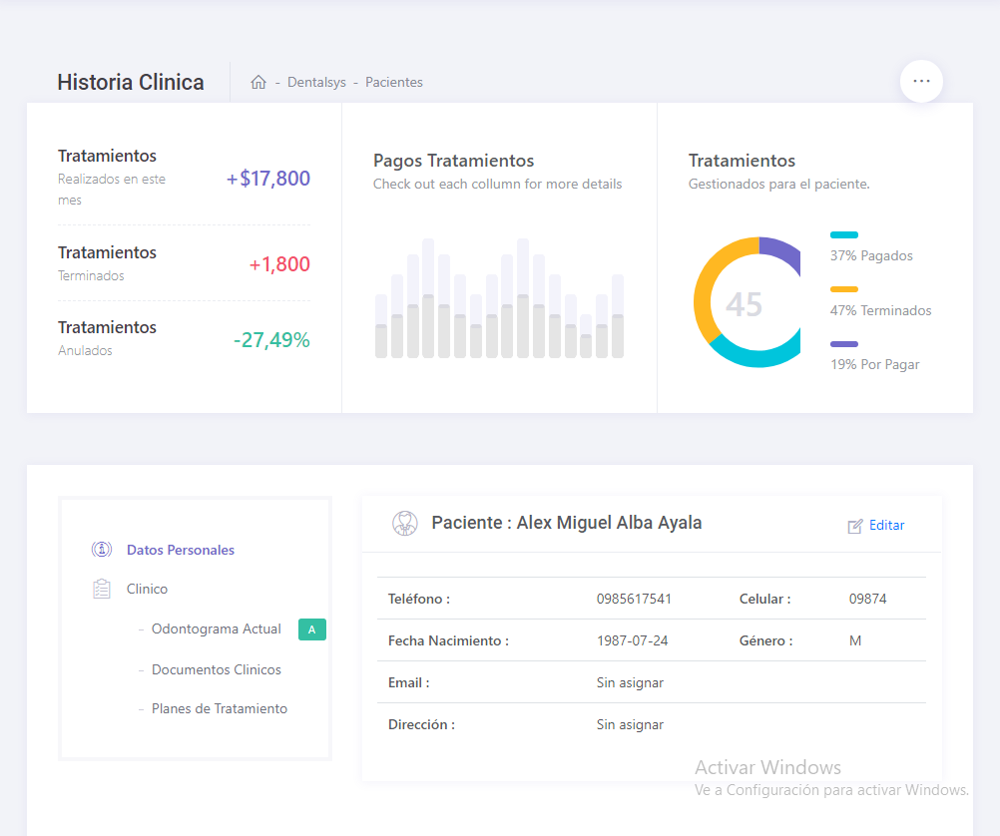 Historia Clinica
- Dentalsys - Pacientes
Tratamientos
Realizados en este
mes
+$17,800
Tratamientos
Terminados
+1,800
Tratamientos
Anulados
-27,49%
Pagos Tratamientos
Check out each collumn for more details
Tratamientos
Gestionados para el paciente.
45
37% Pagados
47% Terminados
19% Por Pagar
Datos Personales
Clinico
- Odontograma Actual A
- Documentos Clinicos
- Planes de Tratamiento
Paciente : Alex Miguel Alba Ayala
Editar
Teléfono : 0985617541 Celular : 09874
Fecha Nacimiento : 1987-07-24 Género : M
Email : Sin asignar
Dirección : Sin asignar
Activar Windows
Ve a Configuración para activar Windows.